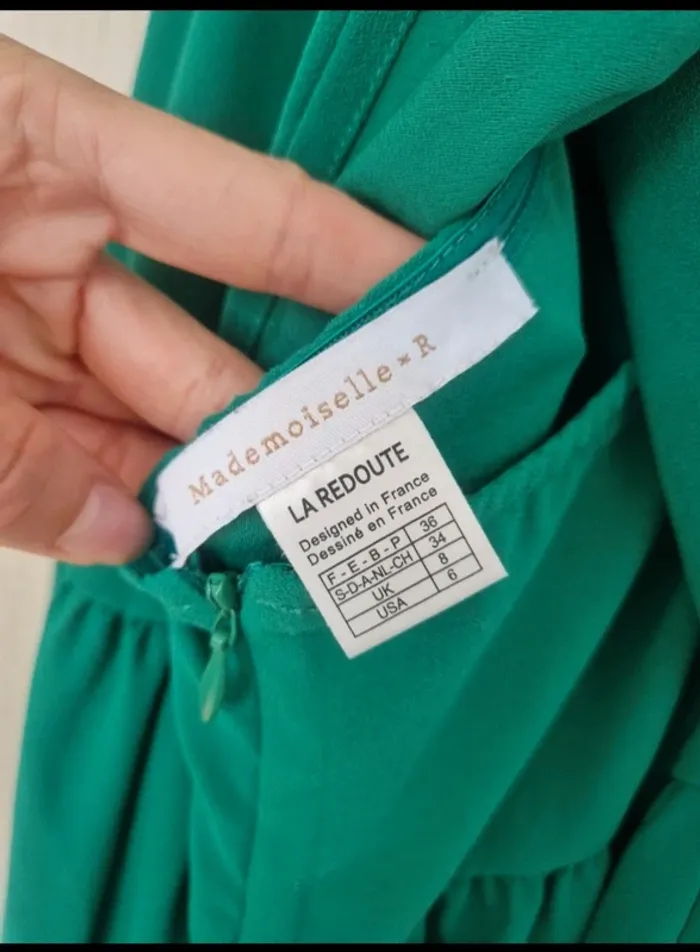 Mademoiselle × R
LA REDOUTE
Designed in France
Dessiné en France
F - E - B - P 36
S-D-A-NL-CH 34
UK 8
USA 6